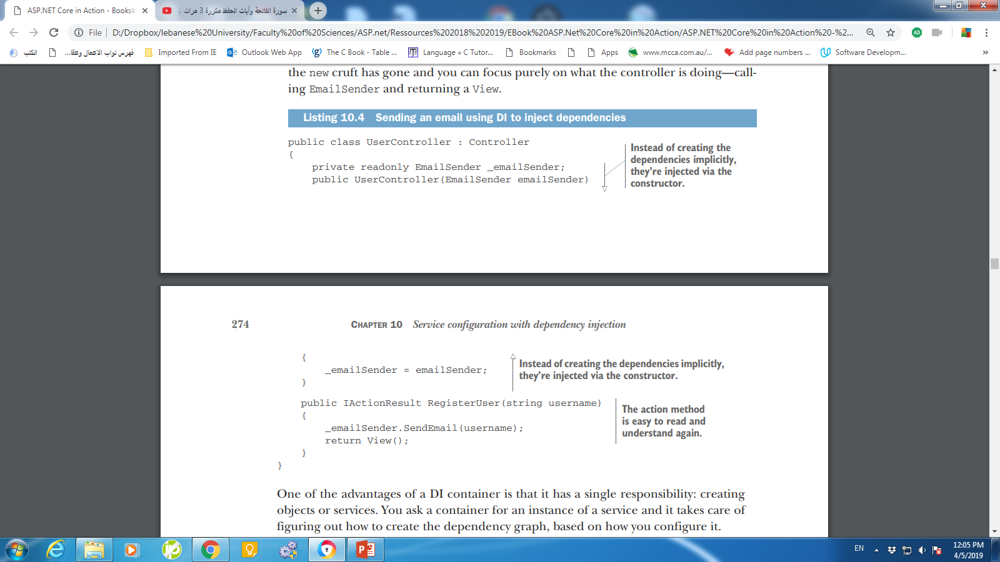 ASP.NET Core in Action - Booksk
سورة الفاتحة وآيات الحفظ مكررة 3 مرات
File
D:/Dropbox/lebanese%20University/Faculty%20of%20Sciences/ASP.net/Ressources%202018%202019/EBook%20ASP.Net%20Core%20in%20Action/ASP.NET%20Core%20in%20Action%20-%2...
AD
الكتب
فهرس ثواب الاعمال وعقا...
Imported From IE
Outlook Web App
The C Book - Table ...
Language « C Tutor...
Bookmarks
Apps
www.mcca.com.au/...
Add page numbers ...
Software Developm...
the new cruft has gone and you can focus purely on what the controller is doing—call-
ing EmailSender and returning a View.
Listing 10.4 Sending an email using DI to inject dependencies
public class UserController : Controller
{
private readonly EmailSender _emailSender;
public UserController(EmailSender emailSender)
Instead of creating the
dependencies implicitly,
they're injected via the
constructor.
274
CHAPTER 10 Service configuration with dependency injection
{
_emailSender = emailSender;
}
Instead of creating the dependencies implicitly,
they're injected via the constructor.
public IActionResult RegisterUser(string username)
{
_emailSender.SendEmail(username);
return View();
}
}
The action method
is easy to read and
understand again.
One of the advantages of a DI container is that it has a single responsibility: creating
objects or services. You ask a container for an instance of a service and it takes care of
figuring out how to create the dependency graph, based on how you configure it.
EN
12:05 PM
4/5/2019